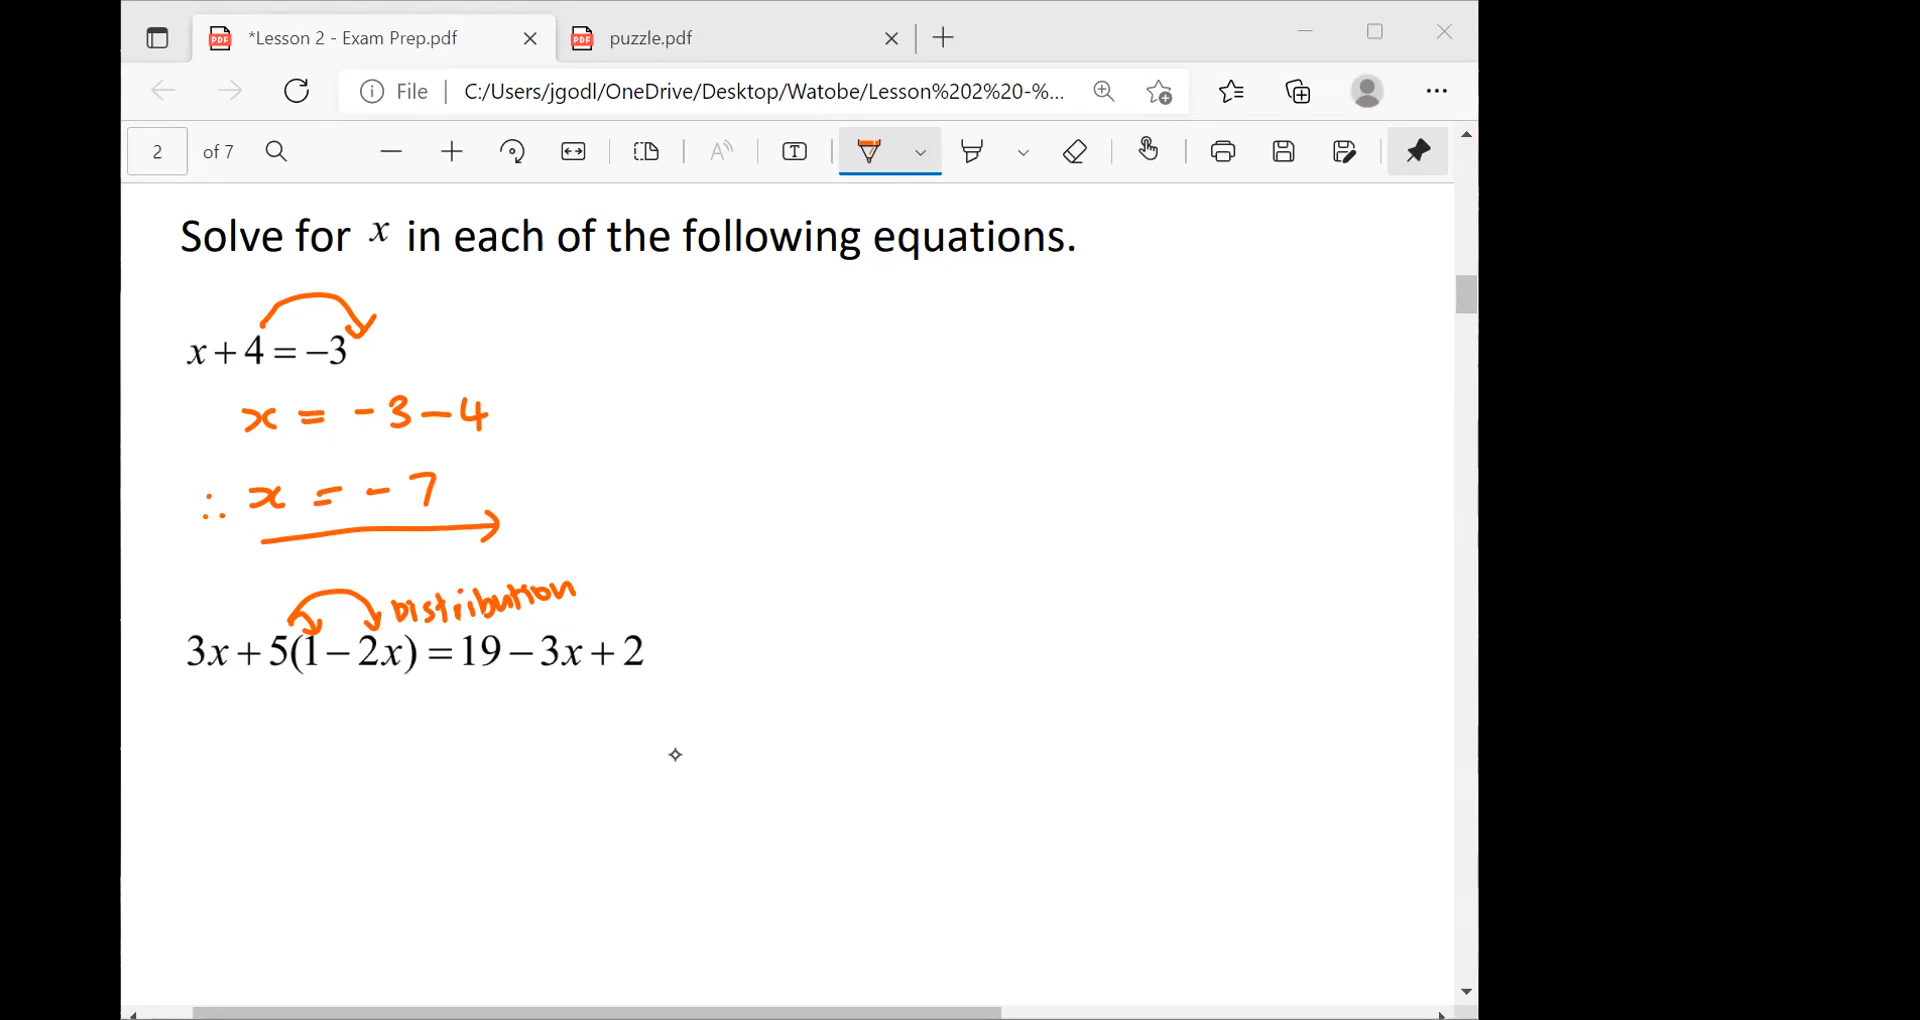 *Lesson 2 - Exam Prep.pdf
puzzle.pdf
File
C:/Users/jgodl/OneDrive/Desktop/Watobe/Lesson%202%20-%...
2 of 7
Solve for x in each of the following equations.
x + 4 = −3
x = - 3 - 4
∴ x = - 7
Distribution
3x + 5(1 − 2x) = 19 − 3x + 2